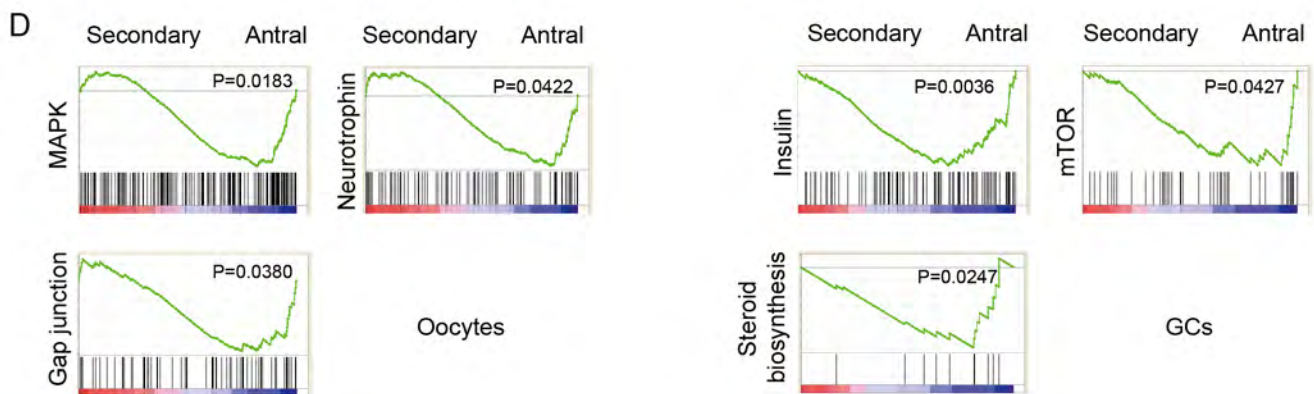 D
Secondary Antral Secondary Antral Secondary Antral Secondary Antral
MAPK P=0.0183
Neurotrophin P=0.0422
Insulin P=0.0036
mTOR P=0.0427
Gap junction P=0.0380
Oocytes
Steroid
biosynthesis P=0.0247
GCs